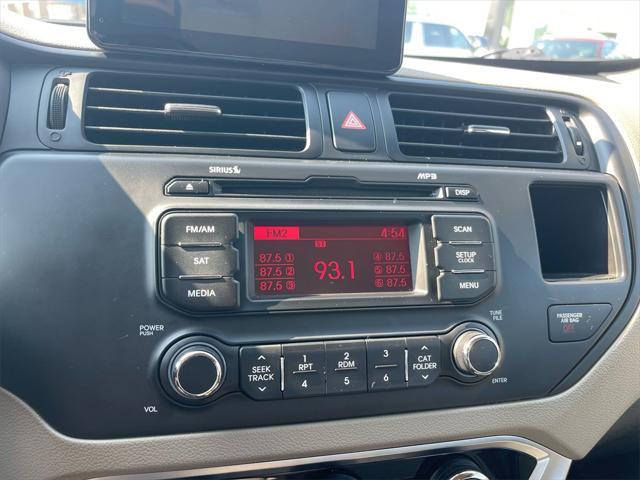 SIRIUS
MP3
DISP
FM/AM
SAT
MEDIA
FM2 4:54
ST
87.5 ① ④ 87.5
87.5 ② 93.1 ⑤ 87.5
87.5 ③ ⑥ 87.5
SCAN
SETUP
CLOCK
MENU
PASSENGER
AIR BAG
OFF
POWER
PUSH
VOL
SEEK
TRACK
1 RPT 4
2 RDM 5
3 6
CAT
FOLDER
TUNE
FILE
ENTER